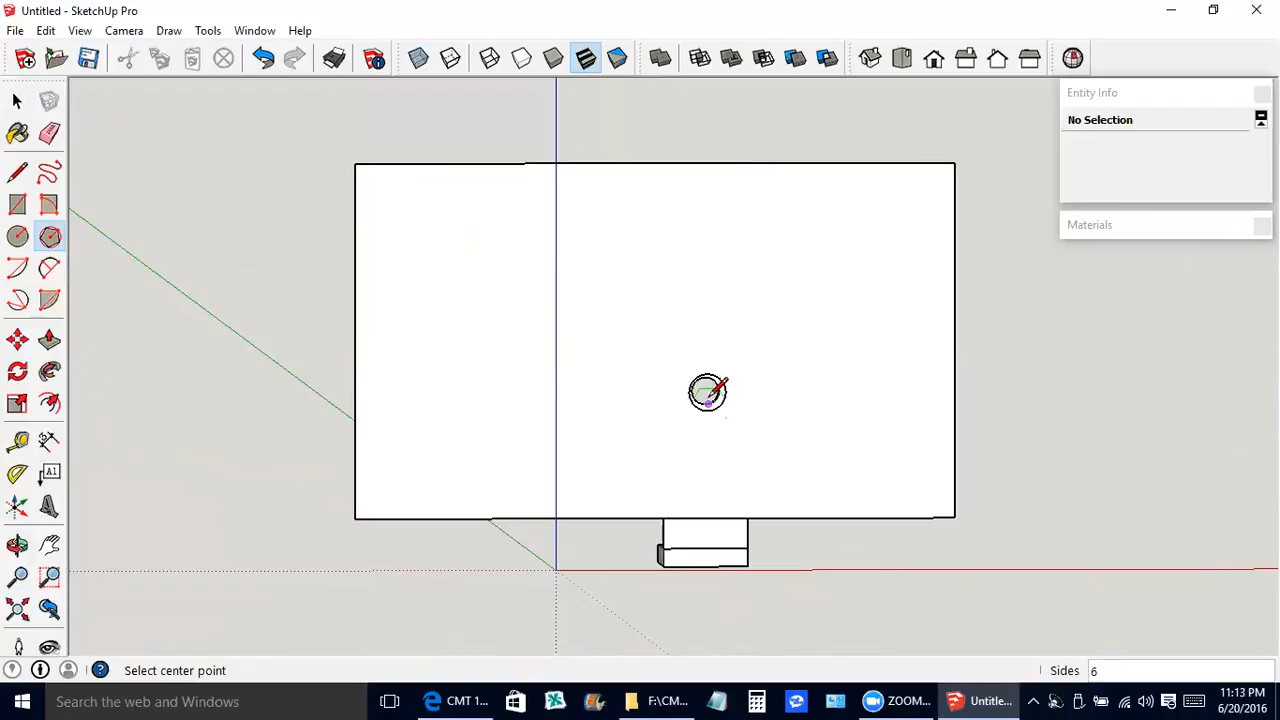 Untitled - SketchUp Pro
File Edit View Camera Draw Tools Window Help
Entity Info
No Selection
Materials
A1
Select center point
Sides 6
Search the web and Windows
CMT 1...
F:\CM...
ZOOM...
Untitle...
11:13 PM
6/20/2016